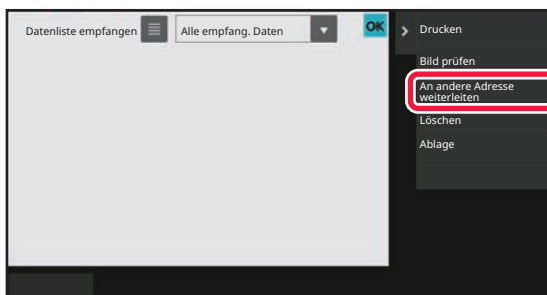 Datenliste empfangen
Alle empfang. Daten
OK
Drucken
Bild prüfen
An andere Adresse
weiterleiten
Löschen
Ablage